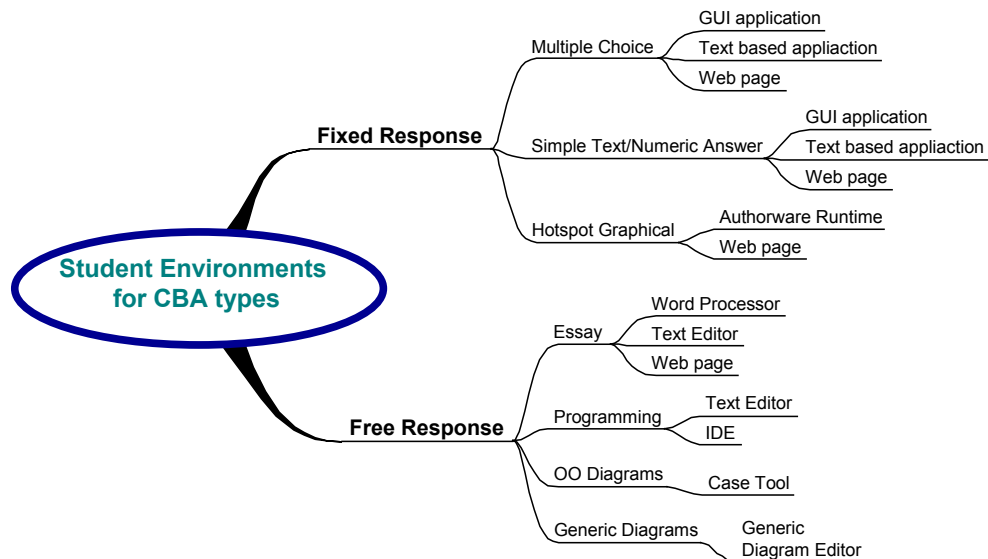 Student Environments
for CBA types
Fixed Response
Multiple Choice
GUI application
Text based appliaction
Web page
Simple Text/Numeric Answer
GUI application
Text based appliaction
Web page
Hotspot Graphical
Authorware Runtime
Web page
Free Response
Essay
Word Processor
Text Editor
Web page
Programming
Text Editor
IDE
OO Diagrams
Case Tool
Generic Diagrams
Generic
Diagram Editor